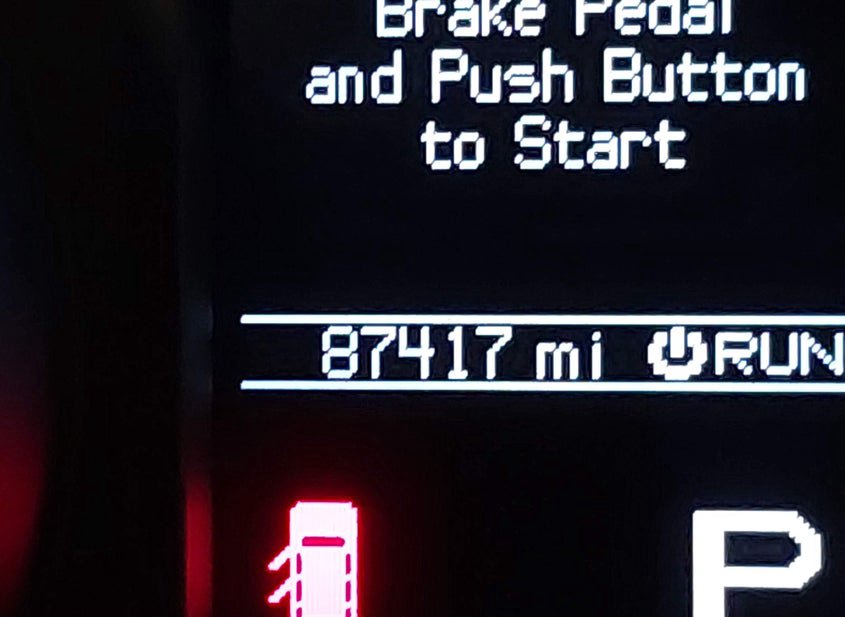 Brake Pedal
and Push Button
to Start
87417 mi RUN
P